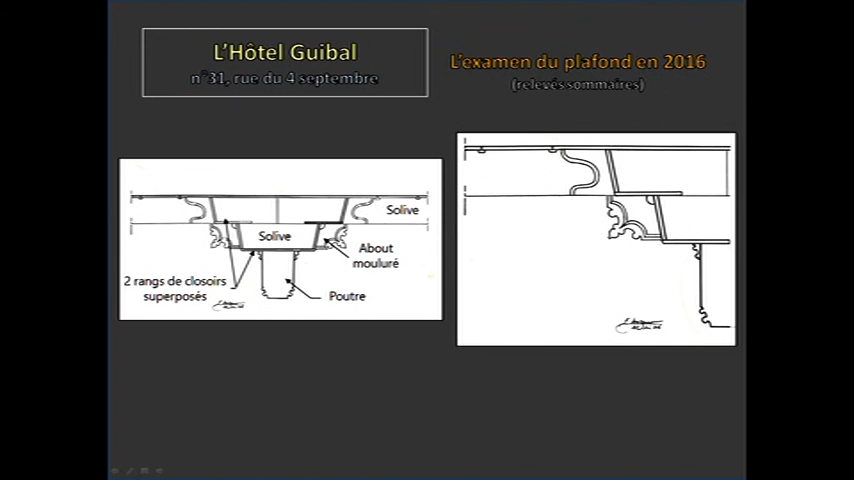 L'Hôtel Guibal
n°31, rue du 4 septembre
L'examen du plafond en 2016
(relevés sommaires)
Solive
Solive
About
mouluré
2 rangs de closoirs
superposés
Poutre